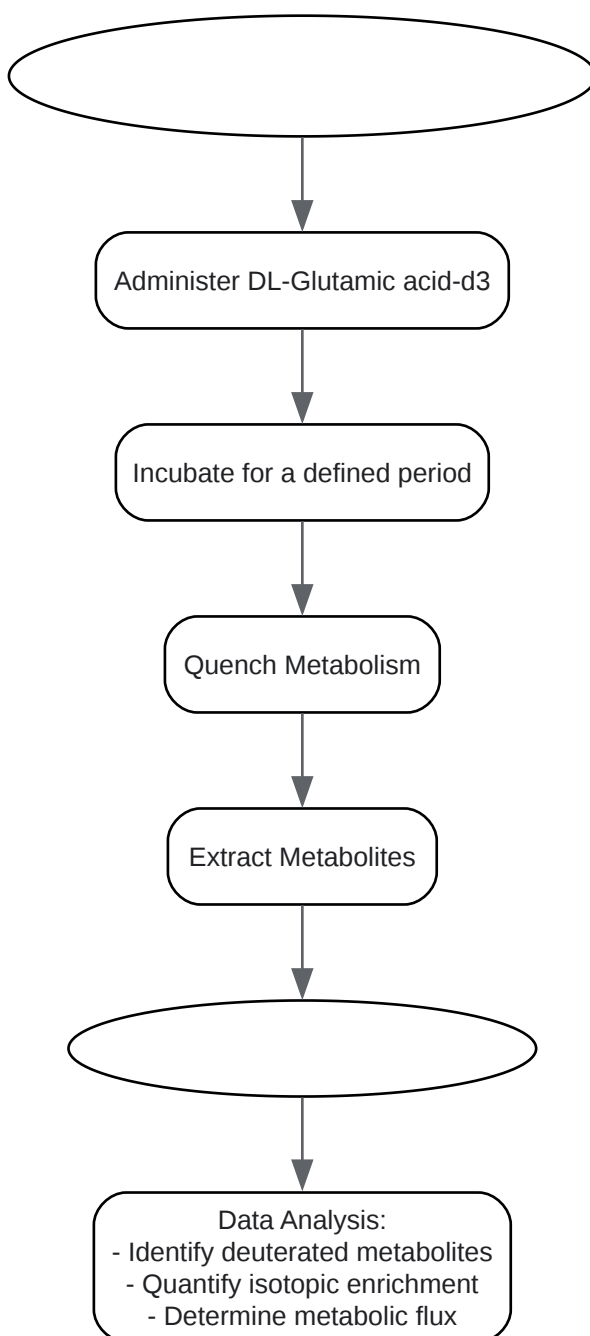 Administer DL-Glutamic acid-d3
Incubate for a defined period
Quench Metabolism
Extract Metabolites
Data Analysis:
- Identify deuterated metabolites
- Quantify isotopic enrichment
- Determine metabolic flux